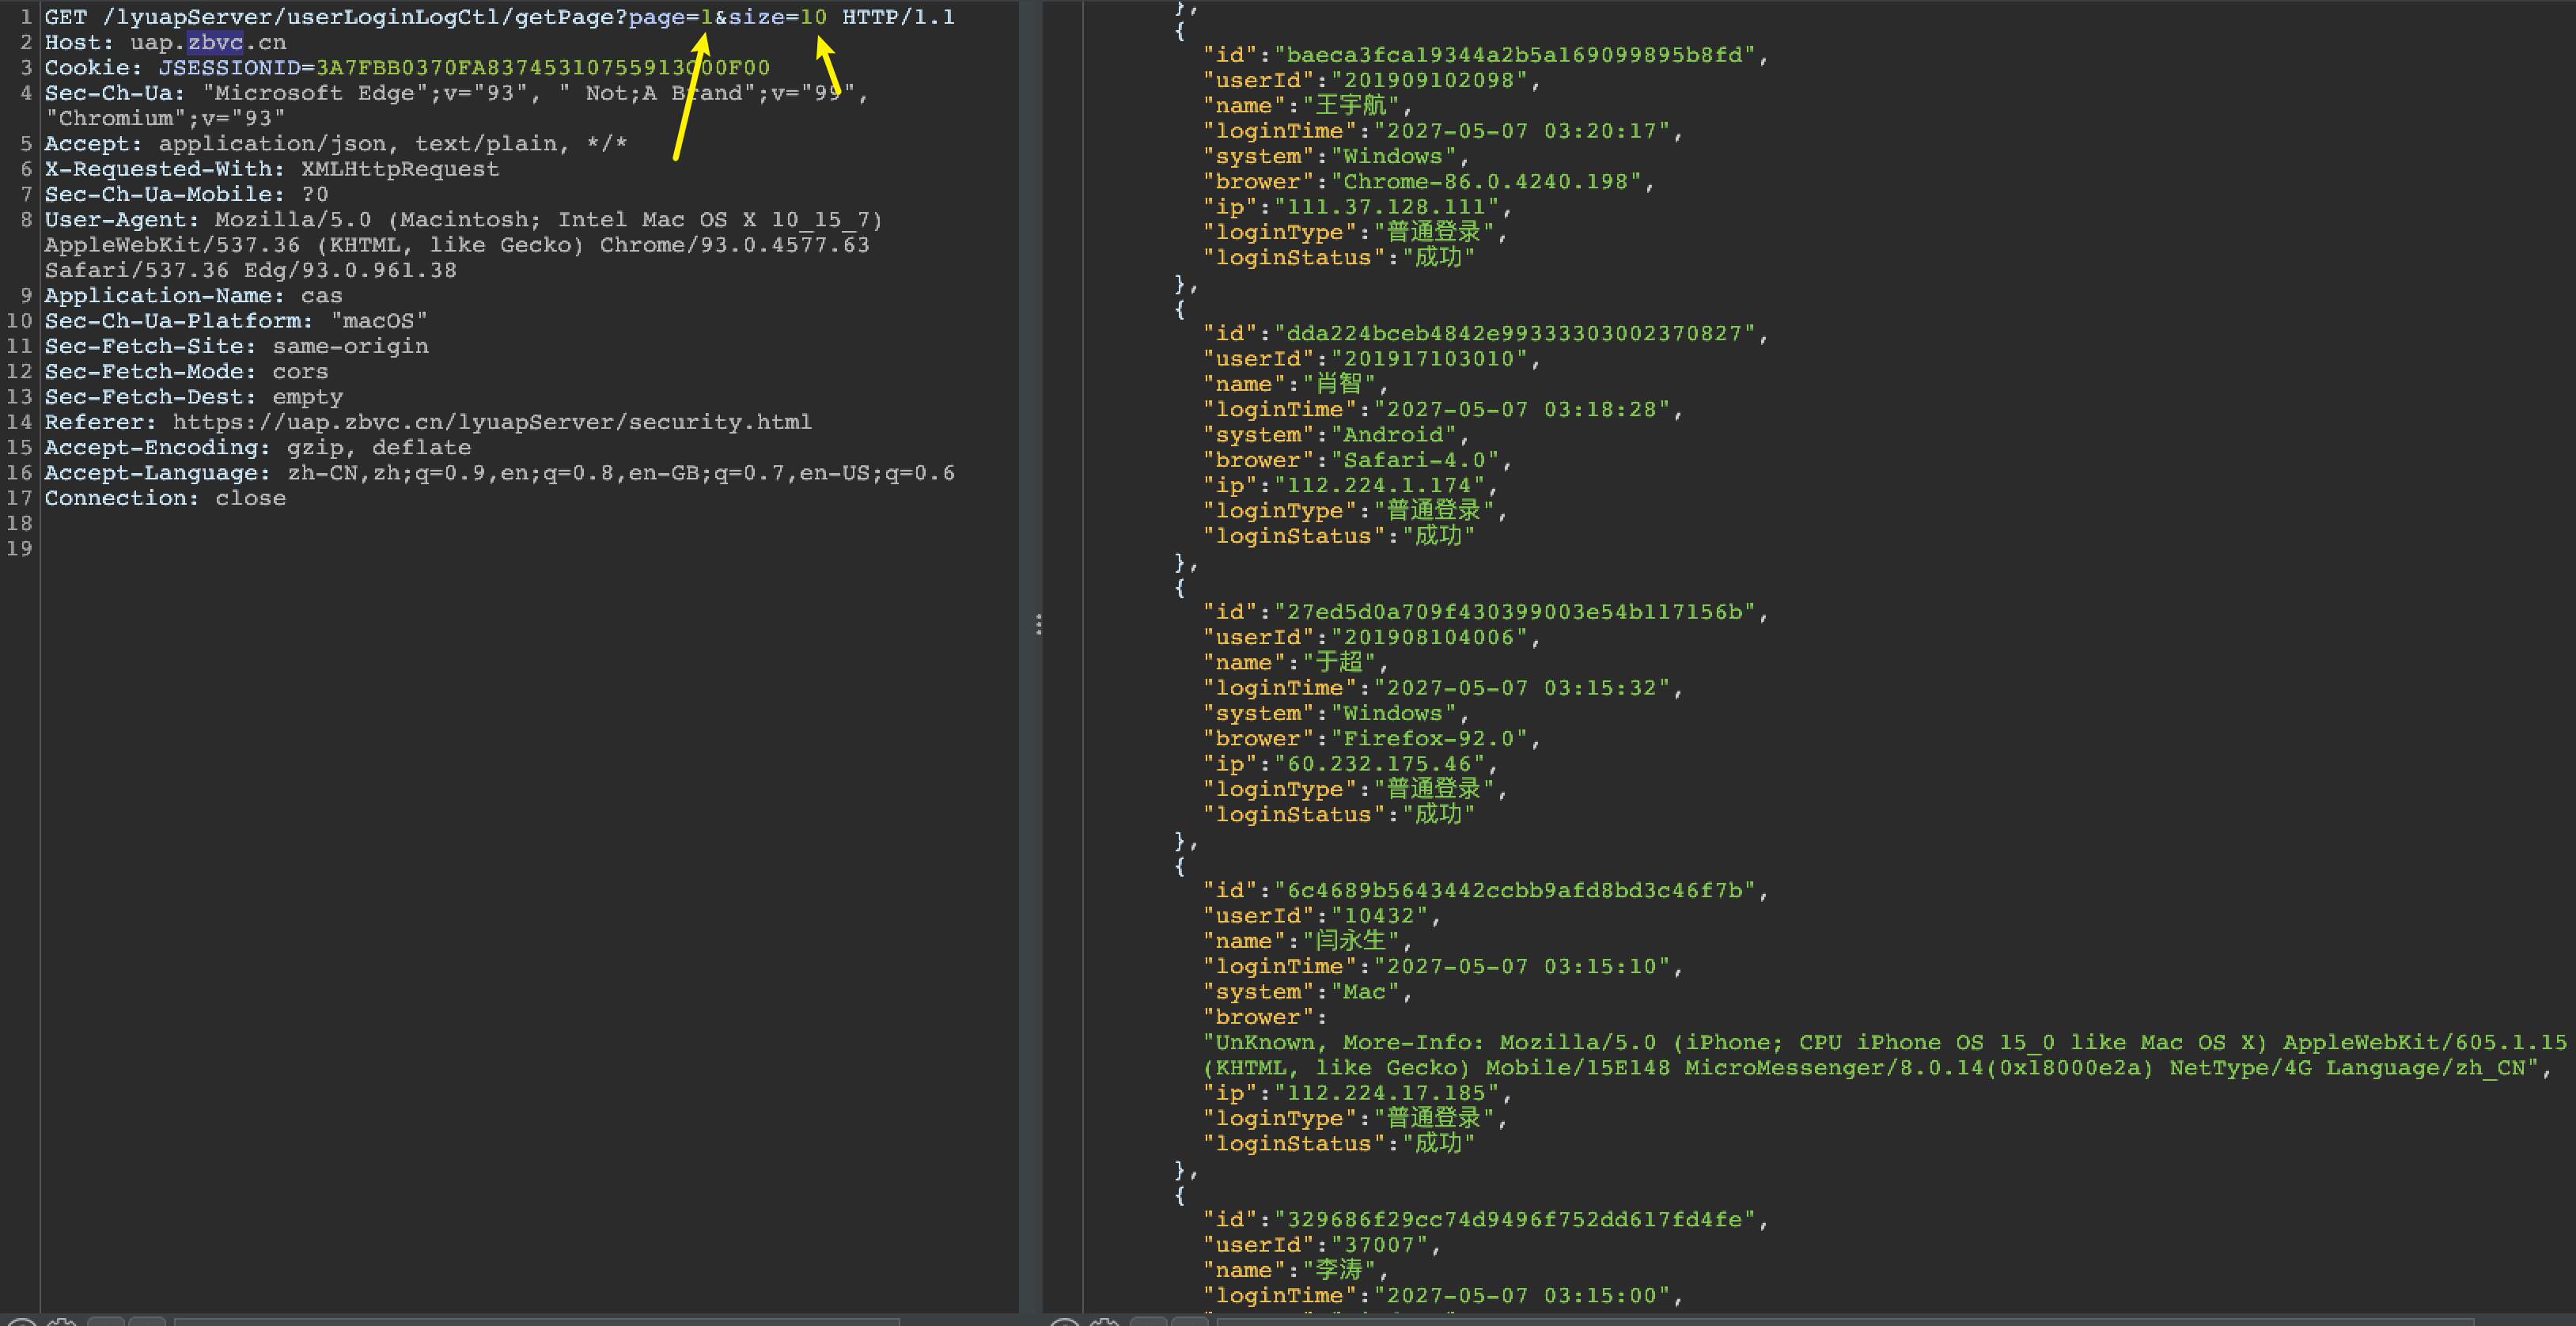 1 GET /lyuapServer/userLoginLogCtl/getPage?page=1&size=10 HTTP/1.1
2 Host: uap.zbvc.cn
3 Cookie: JSESSIONID=3A7FBB0370FA83745310755913C00F00
4 Sec-Ch-Ua: "Microsoft Edge";v="93", " Not;A Brand";v="99",
"Chromium";v="93"
5 Accept: application/json, text/plain, */*
6 X-Requested-With: XMLHttpRequest
7 Sec-Ch-Ua-Mobile: ?0
8 User-Agent: Mozilla/5.0 (Macintosh; Intel Mac OS X 10_15_7)
AppleWebKit/537.36 (KHTML, like Gecko) Chrome/93.0.4577.63
Safari/537.36 Edg/93.0.961.38
9 Application-Name: cas
10 Sec-Ch-Ua-Platform: "macOS"
11 Sec-Fetch-Site: same-origin
12 Sec-Fetch-Mode: cors
13 Sec-Fetch-Dest: empty
14 Referer: https://uap.zbvc.cn/lyuapServer/security.html
15 Accept-Encoding: gzip, deflate
16 Accept-Language: zh-CN,zh;q=0.9,en;q=0.8,en-GB;q=0.7,en-US;q=0.6
17 Connection: close
18
19
},
{
"id":"baeca3fca19344a2b5a169099895b8fd",
"userId":"201909102098",
"name":"王宇航",
"loginTime":"2027-05-07 03:20:17",
"system":"Windows",
"brower":"Chrome-86.0.4240.198",
"ip":"111.37.128.111",
"loginType":"普通登录",
"loginStatus":"成功"
},
{
"id":"dda224bceb4842e99333303002370827",
"userId":"201917103010",
"name":"肖智",
"loginTime":"2027-05-07 03:18:28",
"system":"Android",
"brower":"Safari-4.0",
"ip":"112.224.1.174",
"loginType":"普通登录",
"loginStatus":"成功"
},
{
"id":"27ed5d0a709f430399003e54b117156b",
"userId":"201908104006",
"name":"于超",
"loginTime":"2027-05-07 03:15:32",
"system":"Windows",
"brower":"Firefox-92.0",
"ip":"60.232.175.46",
"loginType":"普通登录",
"loginStatus":"成功"
},
{
"id":"6c4689b5643442ccbb9afd8bd3c46f7b",
"userId":"10432",
"name":"闫永生",
"loginTime":"2027-05-07 03:15:10",
"system":"Mac",
"brower":
"UnKnown, More-Info: Mozilla/5.0 (iPhone; CPU iPhone OS 15_0 like Mac OS X) AppleWebKit/605.1.15
(KHTML, like Gecko) Mobile/15E148 MicroMessenger/8.0.14(0x18000e2a) NetType/4G Language/zh_CN",
"ip":"112.224.17.185",
"loginType":"普通登录",
"loginStatus":"成功"
},
{
"id":"329686f29cc74d9496f752dd617fd4fe",
"userId":"37007",
"name":"李涛",
"loginTime":"2027-05-07 03:15:00",